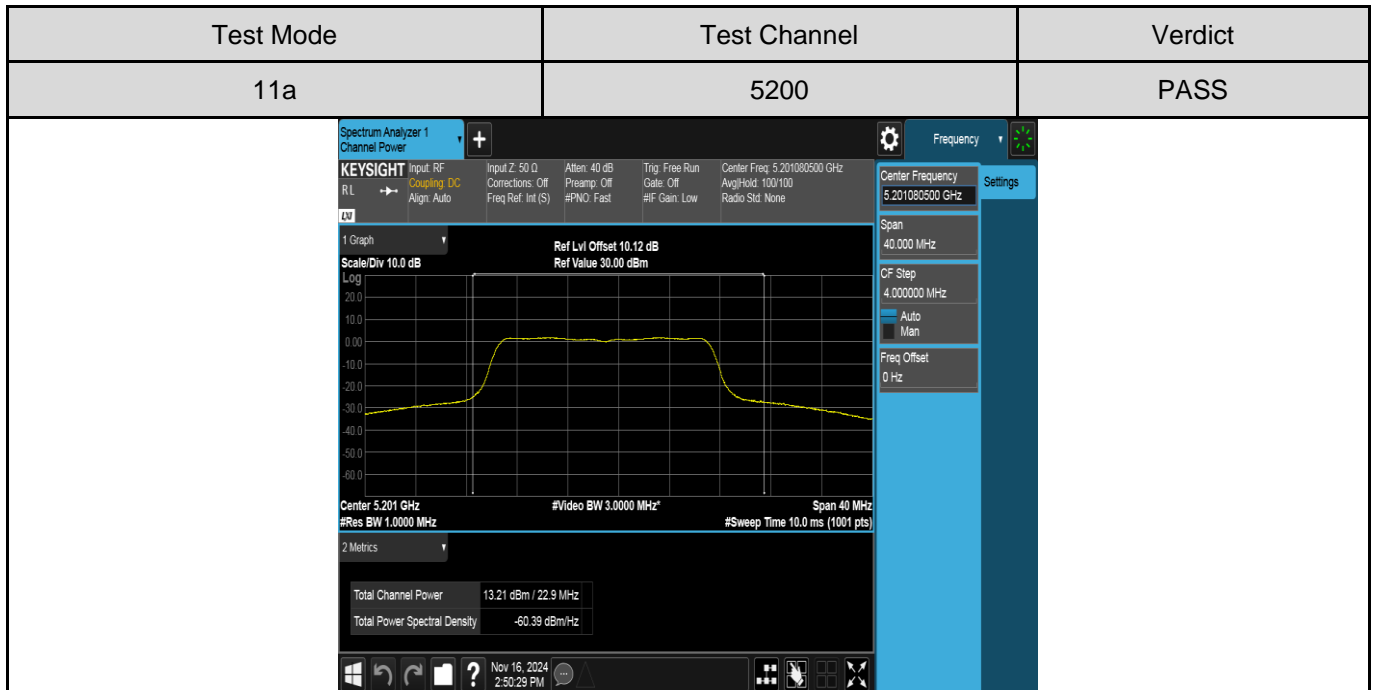 Test Mode
Test Channel
Verdict
11a
5200
PASS
Spectrum Analyzer 1
Channel Power
+
Frequency
KEYSIGHT
RL
LXI
Input: RF
Coupling: DC
Align: Auto
Input Z: 50 Ω
Corrections: Off
Freq Ref: Int (S)
Atten: 40 dB
Preamp: Off
#PNO: Fast
Trig: Free Run
Gate: Off
#IF Gain: Low
Center Freq: 5.201080500 GHz
Avg|Hold: 100/100
Radio Std: None
Center Frequency
5.201080500 GHz
Settings
Span
40.000 MHz
CF Step
4.000000 MHz
Auto
Man
Freq Offset
0 Hz
1 Graph
Ref Lvl Offset 10.12 dB
Scale/Div 10.0 dB
Ref Value 30.00 dBm
Log
20.0
10.0
0.00
-10.0
-20.0
-30.0
-40.0
-50.0
-60.0
Center 5.201 GHz
#Video BW 3.0000 MHz*
Span 40 MHz
#Res BW 1.0000 MHz
#Sweep Time 10.0 ms (1001 pts)
2 Metrics
Total Channel Power
13.21 dBm / 22.9 MHz
Total Power Spectral Density
-60.39 dBm/Hz
?
Nov 16, 2024
2:50:29 PM